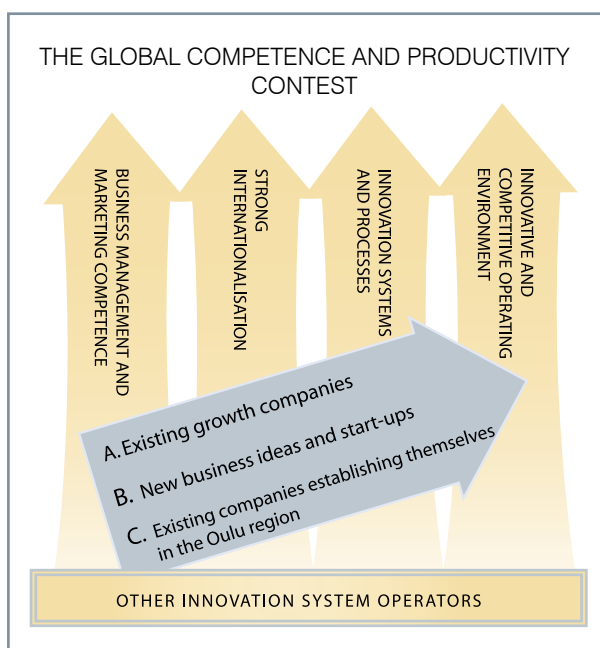 THE GLOBAL COMPETENCE AND PRODUCTIVITY
CONTEST
BUSINESS MANAGEMENT AND
MARKETING COMPETENCE
STRONG
INTERNATIONALISATION
INNOVATION SYSTEMS
AND PROCESSES
INNOVATIVE AND
COMPETITIVE OPERATING
ENVIRONMENT
A. Existing growth companies
B. New business ideas and start-ups
C. Existing companies establishing themselves
in the Oulu region
OTHER INNOVATION SYSTEM OPERATORS